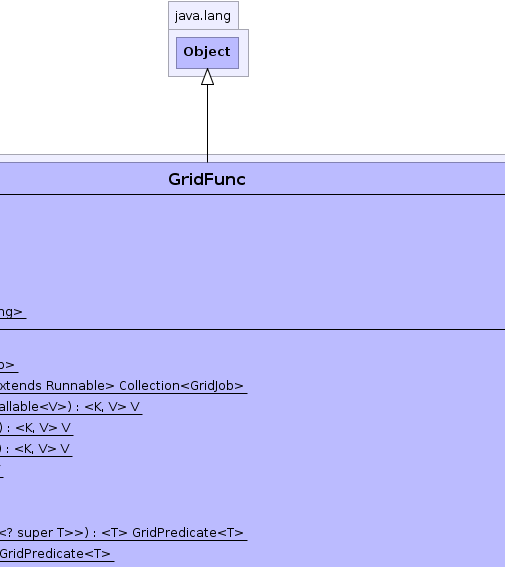 java.lang
Object
GridFunc
ng>
b>
xtends Runnable> Collection<GridJob>
allable<V>) : <K, V> V
) : <K, V> V
) : <K, V> V
<? super T>>) : <T> GridPredicate<T>
GridPredicate<T>